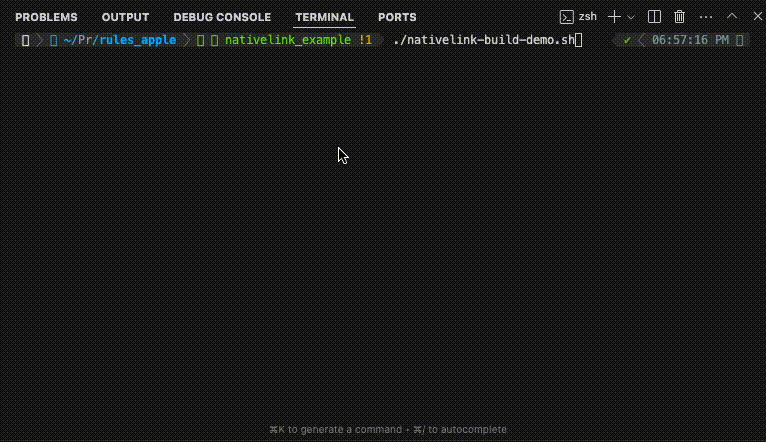 PROBLEMS OUTPUT DEBUG CONSOLE TERMINAL PORTS zsh
~/Pr/rules_apple nativelink_example !1 ./nativelink-build-demo.sh ✔ 06:57:16 PM
⌘K to generate a command • ⌘/ to autocomplete